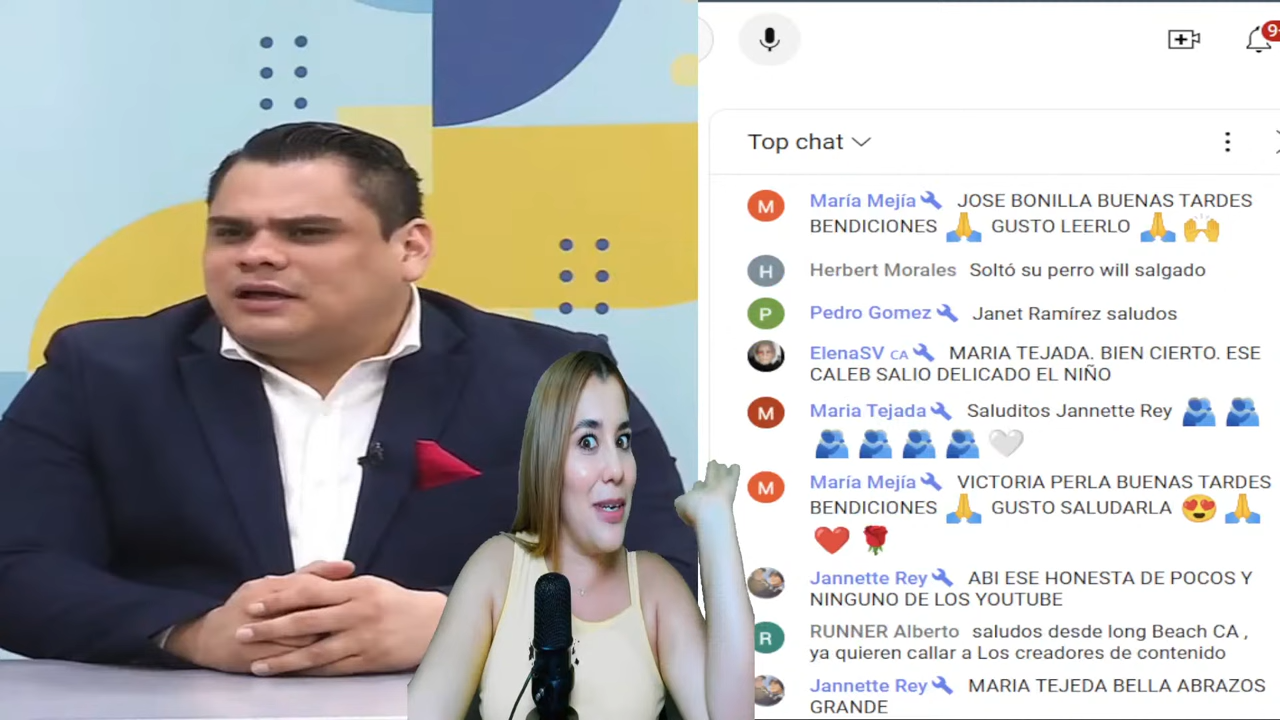 9+
Top chat
M María Mejía JOSE BONILLA BUENAS TARDES
BENDICIONES 🙏 GUSTO LEERLO 🙏 🙌
H Herbert Morales Soltó su perro will salgado
P Pedro Gomez Janet Ramírez saludos
ElenaSV CA MARIA TEJADA. BIEN CIERTO. ESE
CALEB SALIO DELICADO EL NIÑO
M Maria Tejada Saluditos Jannette Rey 🫂 🫂
🫂 🫂 🫂 🫂 🤍
M María Mejía VICTORIA PERLA BUENAS TARDES
BENDICIONES 🙏 GUSTO SALUDARLA 😍 🙏
❤️ 🌹
Jannette Rey ABI ESE HONESTA DE POCOS Y
NINGUNO DE LOS YOUTUBE
R RUNNER Alberto saludos desde long Beach CA ,
ya quieren callar a Los creadores de contenido
Jannette Rey MARIA TEJEDA BELLA ABRAZOS
GRANDE